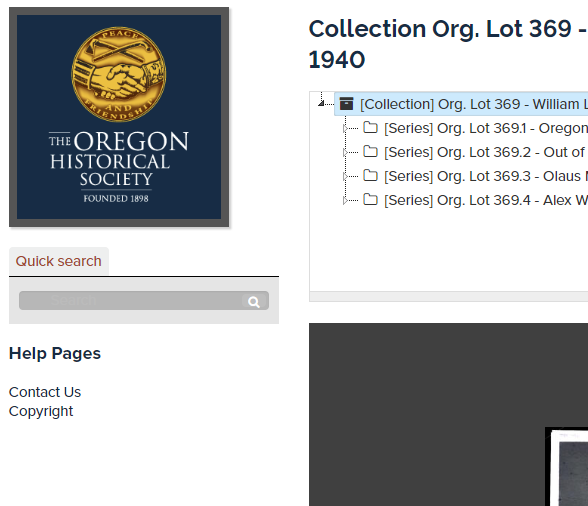 PEACE
AND
FRIENDSHIP
THE OREGON
HISTORICAL
SOCIETY
FOUNDED 1898
Quick search
Search
Help Pages
Contact Us
Copyright
Collection Org. Lot 369 -
1940
[Collection] Org. Lot 369 - William L
[Series] Org. Lot 369.1 - Oregon
[Series] Org. Lot 369.2 - Out of
[Series] Org. Lot 369.3 - Olaus M
[Series] Org. Lot 369.4 - Alex W